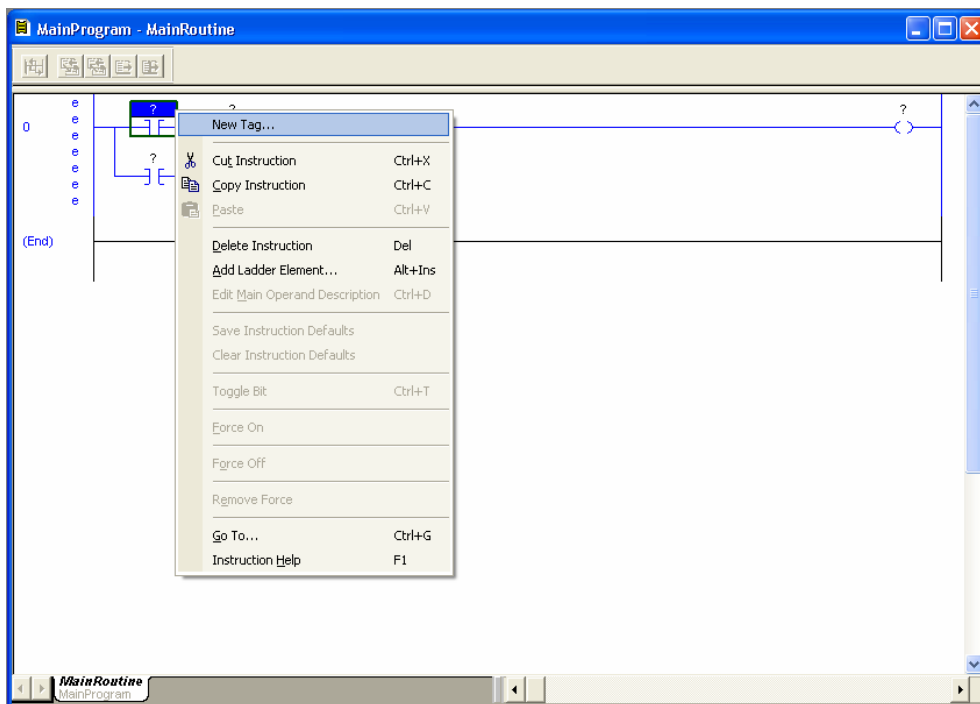 MainProgram - MainRoutine
e
? ? ?
0
e
e
e
?
e
e
e
(End)
New Tag...
Cut Instruction Ctrl+X
Copy Instruction Ctrl+C
Paste Ctrl+V
Delete Instruction Del
Add Ladder Element... Alt+Ins
Edit Main Operand Description Ctrl+D
Save Instruction Defaults
Clear Instruction Defaults
Toggle Bit Ctrl+T
Force On
Force Off
Remove Force
Go To... Ctrl+G
Instruction Help F1
MainRoutine
MainProgram